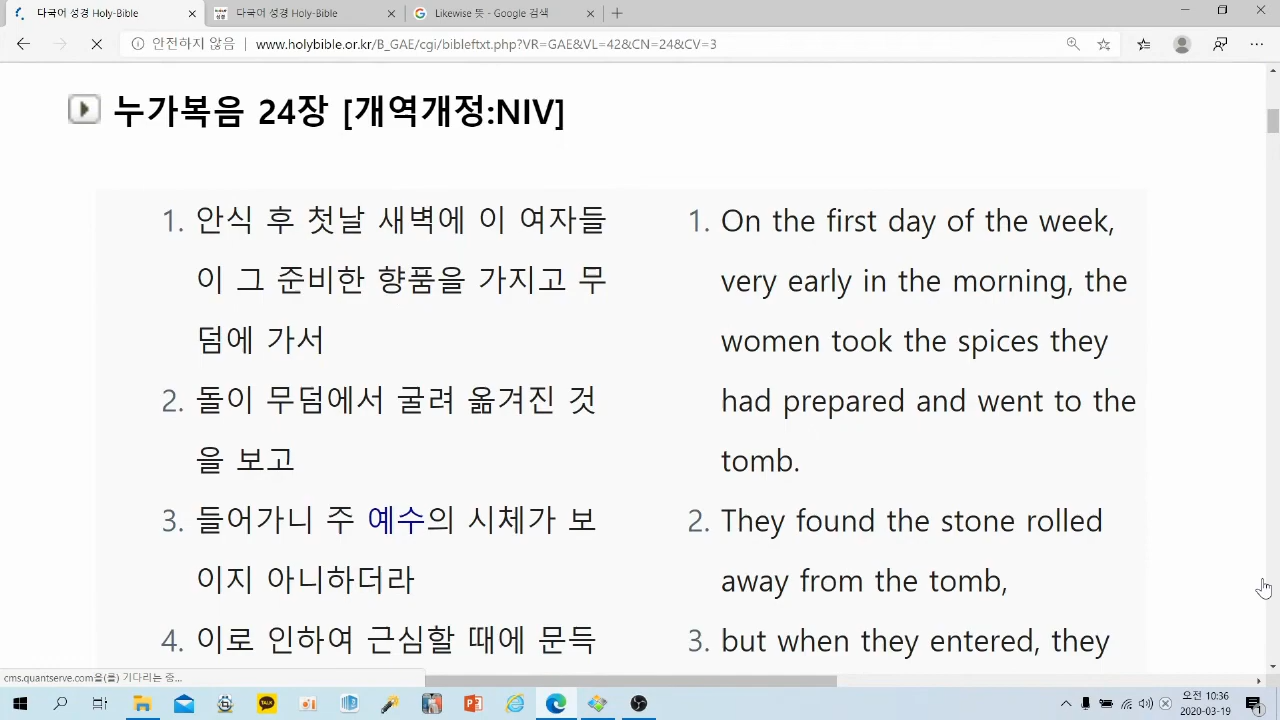 다국어 성경 Holy-Bible
다국어 성경 Holy-Bible
Likewise 뜻 - Google 검색
안전하지 않음
www.holybible.or.kr/B_GAE/cgi/bibleftxt.php?VR=GAE&VL=42&CN=24&CV=3
누가복음 24장 [개역개정:NIV]
1. 안식 후 첫날 새벽에 이 여자들
이 그 준비한 향품을 가지고 무
덤에 가서
2. 돌이 무덤에서 굴려 옮겨진 것
을 보고
3. 들어가니 주 예수의 시체가 보
이지 아니하더라
4. 이로 인하여 근심할 때에 문득
1. On the first day of the week,
very early in the morning, the
women took the spices they
had prepared and went to the
tomb.
2. They found the stone rolled
away from the tomb,
3. but when they entered, they
cms.quantserve.com을(를) 기다리는 중...
TALK
오전 10:36
2020-03-19
1